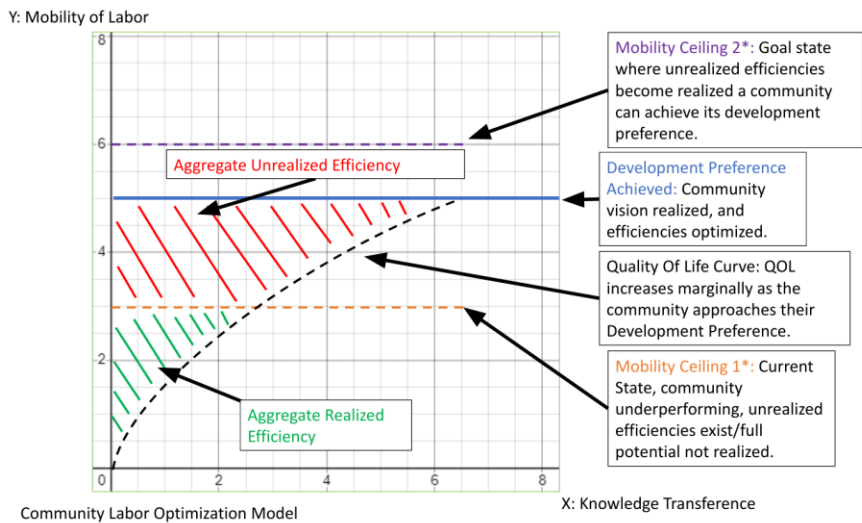 Y: Mobility of Labor
8
Mobility Ceiling 2*: Goal state
where unrealized efficiencies
become realized a community
can achieve its development
preference.
6
Aggregate Unrealized Efficiency
Development Preference
Achieved: Community
vision realized, and
efficiencies optimized.
4
Quality Of Life Curve: QOL
increases marginally as the
community approaches their
Development Preference.
2
Mobility Ceiling 1*: Current
State, community
underperforming, unrealized
efficiencies exist/full
potential not realized.
Aggregate Realized
Efficiency
0
2
4
6
8
X: Knowledge Transference
Community Labor Optimization Model